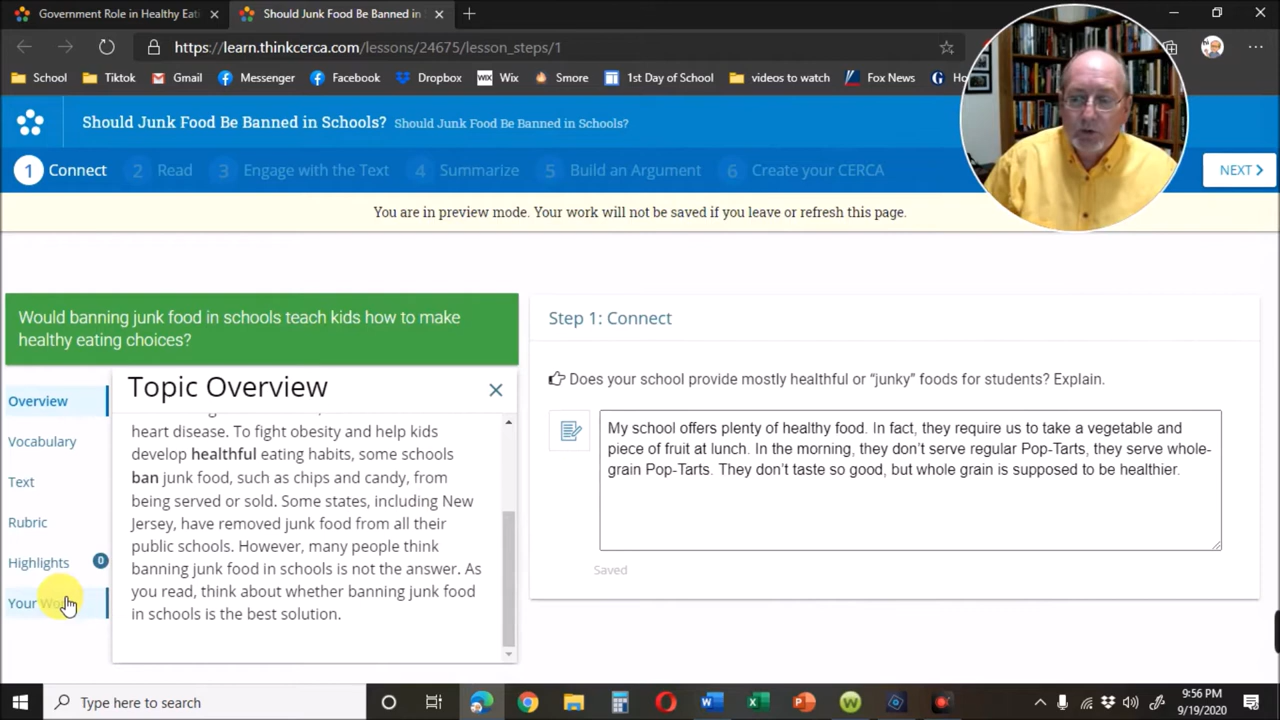 Government Role in Healthy Eati
Should Junk Food Be Banned in
https://learn.thinkcerca.com/lessons/24675/lesson_steps/1
School
Tiktok
Gmail
Messenger
Facebook
Dropbox
WIX Wix
Smore
1st Day of School
videos to watch
Fox News
G Ho
Should Junk Food Be Banned in Schools? Should Junk Food Be Banned in Schools?
1 Connect
2 Read
3 Engage with the Text
4 Summarize
5 Build an Argument
6 Create your CERCA
NEXT
You are in preview mode. Your work will not be saved if you leave or refresh this page.
Would banning junk food in schools teach kids how to make
healthy eating choices?
Overview
Vocabulary
Text
Rubric
Highlights 0
Your
Topic Overview
heart disease. To fight obesity and help kids
develop healthful eating habits, some schools
ban junk food, such as chips and candy, from
being served or sold. Some states, including New
Jersey, have removed junk food from all their
public schools. However, many people think
banning junk food in schools is not the answer. As
you read, think about whether banning junk food
in schools is the best solution.
Step 1: Connect
Does your school provide mostly healthful or “junky” foods for students? Explain.
My school offers plenty of healthy food. In fact, they require us to take a vegetable and
piece of fruit at lunch. In the morning, they don’t serve regular Pop-Tarts, they serve whole-
grain Pop-Tarts. They don’t taste so good, but whole grain is supposed to be healthier.
Saved
Type here to search
9:56 PM
9/19/2020